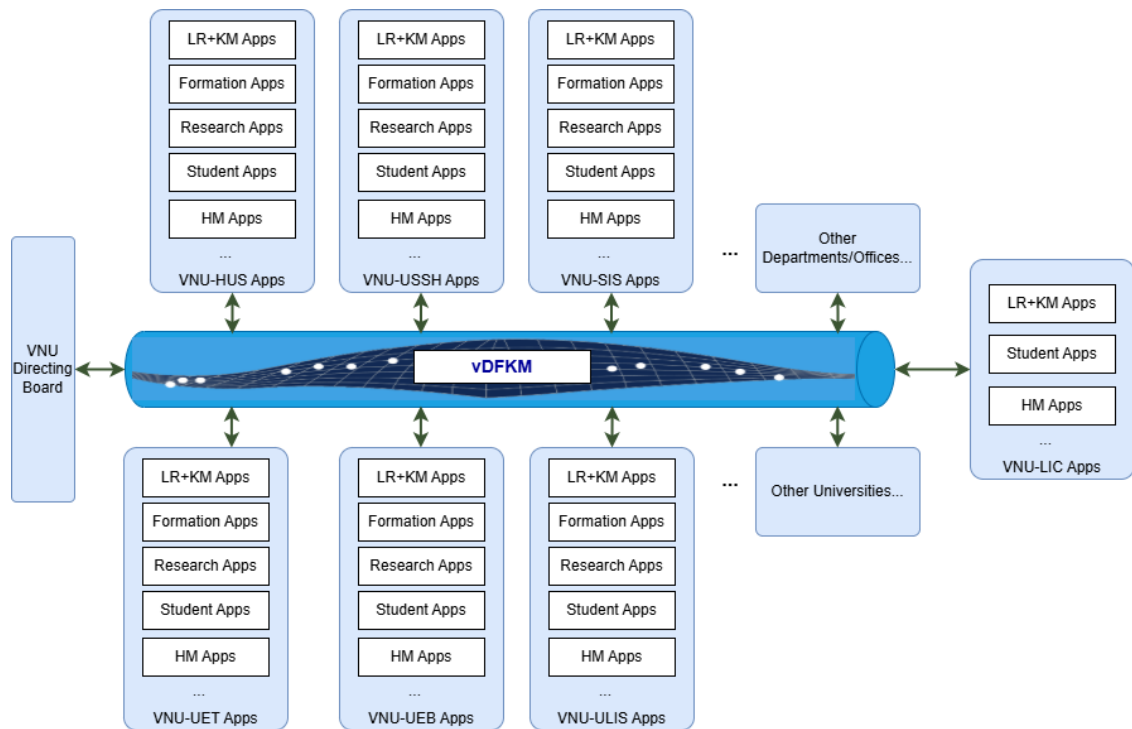 LR+KM Apps
Formation Apps
Research Apps
Student Apps
HM Apps
...
VNU-HUS Apps
LR+KM Apps
Formation Apps
Research Apps
Student Apps
HM Apps
...
VNU-USSH Apps
LR+KM Apps
Formation Apps
Research Apps
Student Apps
HM Apps
...
VNU-SIS Apps
...
Other
Departments/Offices...
VNU
Directing
Board
vDFKM
LR+KM Apps
Student Apps
HM Apps
...
VNU-LIC Apps
LR+KM Apps
Formation Apps
Research Apps
Student Apps
HM Apps
...
VNU-UET Apps
LR+KM Apps
Formation Apps
Research Apps
Student Apps
HM Apps
...
VNU-UEB Apps
LR+KM Apps
Formation Apps
Research Apps
Student Apps
HM Apps
...
VNU-ULIS Apps
...
Other Universities...